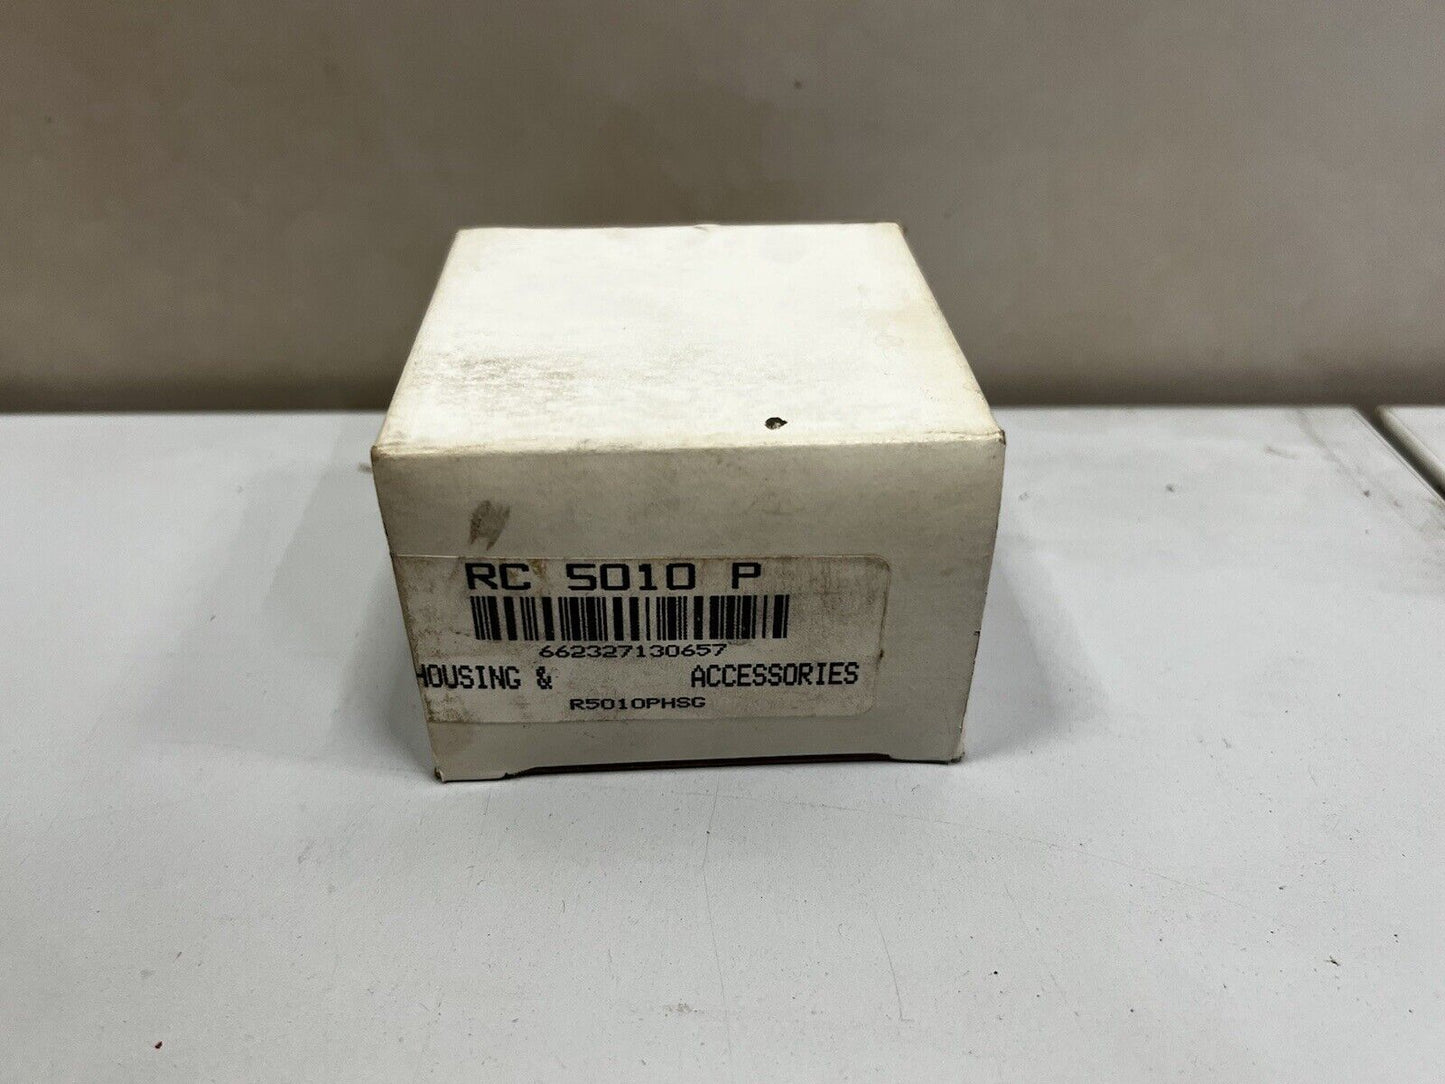 RC 5010 P
662327130657
HOUSING & ACCESSORIES
R5010PHSG